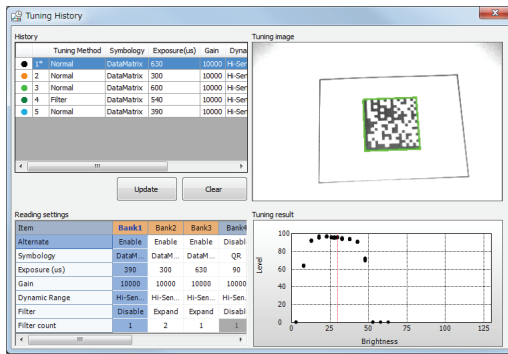 Tuning History
History
Tuning Method Symbology Exposure(us) Gain Dyna
1* Normal DataMatrix 630 10000 Hi-Sen
2 Normal DataMatrix 300 10000 Hi-Sen
3 Normal DataMatrix 600 10000 Hi-Sen
4 Filter DataMatrix 540 10000 Hi-Sen
5 Normal DataMatrix 390 10000 Hi-Sen
Update Clear
Tuning image
Reading settings
Item Bank1 Bank2 Bank3 Bank4
Alternate Enable Enable Enable Disabl
Symbology DataM... DataM... DataM... QR
Exposure (us) 390 300 630 90
Gain 10000 10000 10000 10000
Dynamic Range Hi-Sen... Hi-Sen... Hi-Sen... Hi-Sen
Filter Disable Expand Expand Disabl
Filter count 1 2 1 1
Tuning result
Level
100
80
60
40
20
0
0 25 50 75 100 125
Brightness